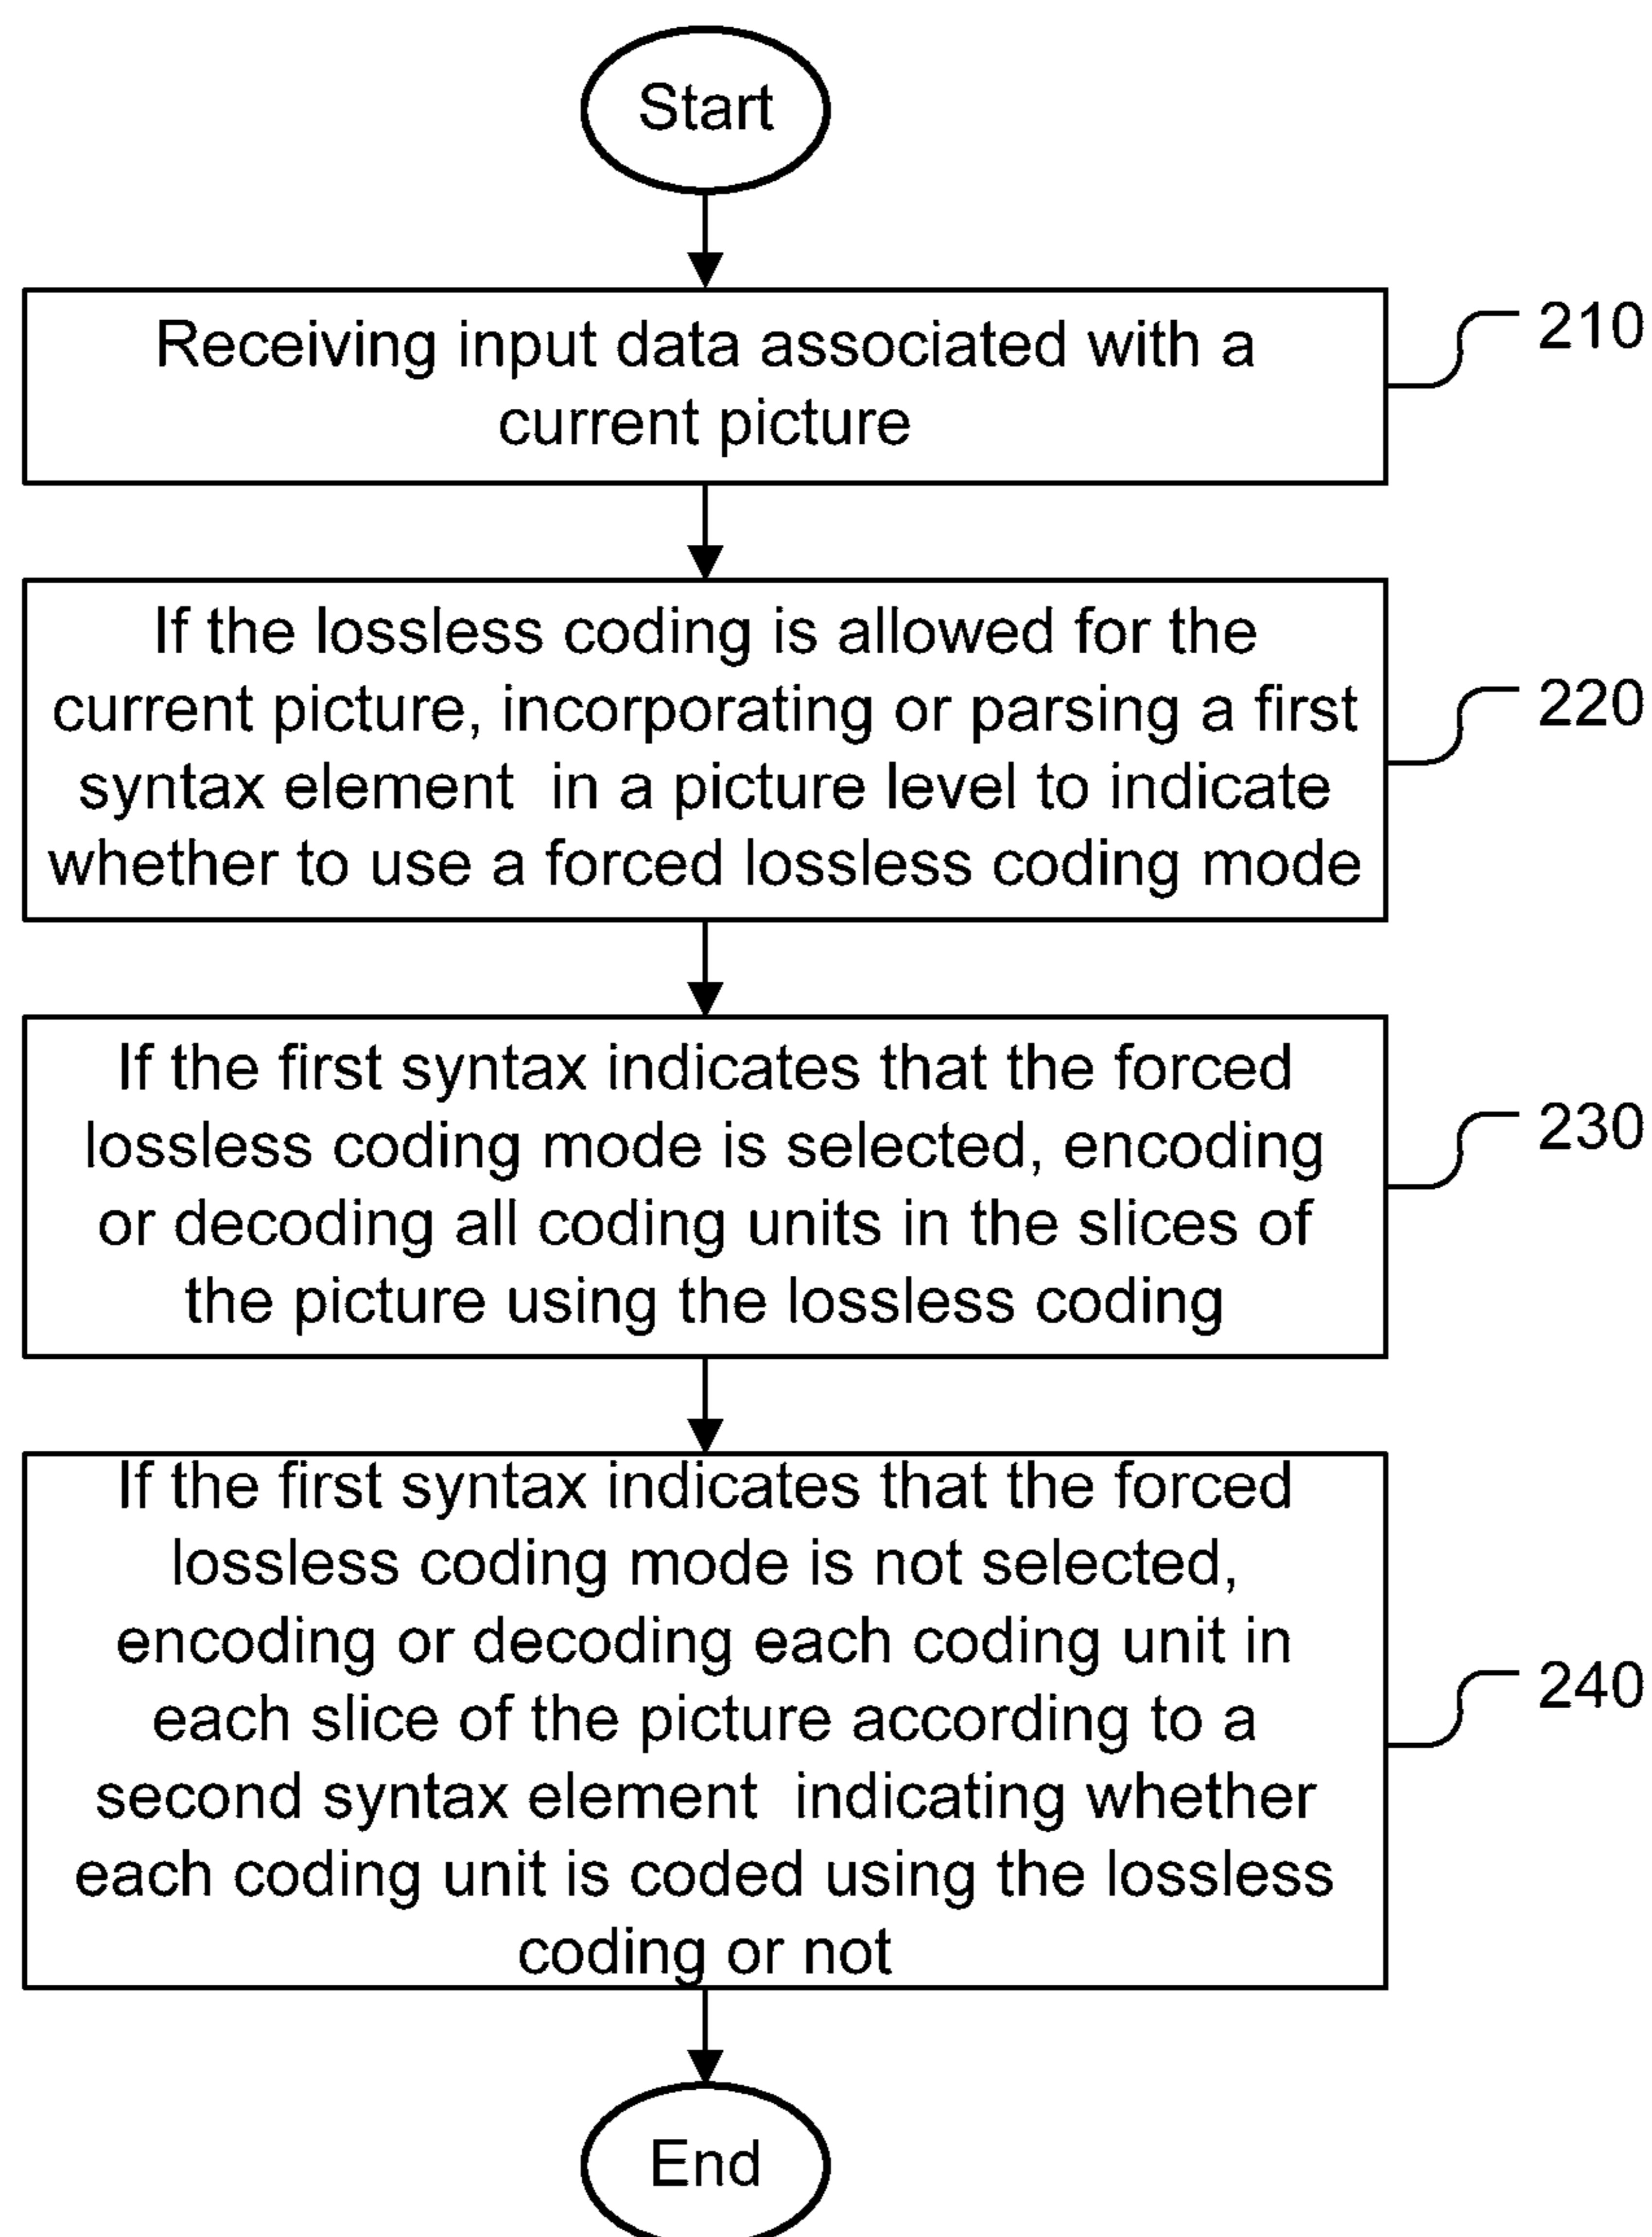 Start
Receiving input data associated with a
current picture
210
If the lossless coding is allowed for the
current picture, incorporating or parsing a first
syntax element in a picture level to indicate
whether to use a forced lossless coding mode
220
If the first syntax indicates that the forced
lossless coding mode is selected, encoding
or decoding all coding units in the slices of
the picture using the lossless coding
230
If the first syntax indicates that the forced
lossless coding mode is not selected,
encoding or decoding each coding unit in
each slice of the picture according to a
second syntax element indicating whether
each coding unit is coded using the lossless
coding or not
240
End